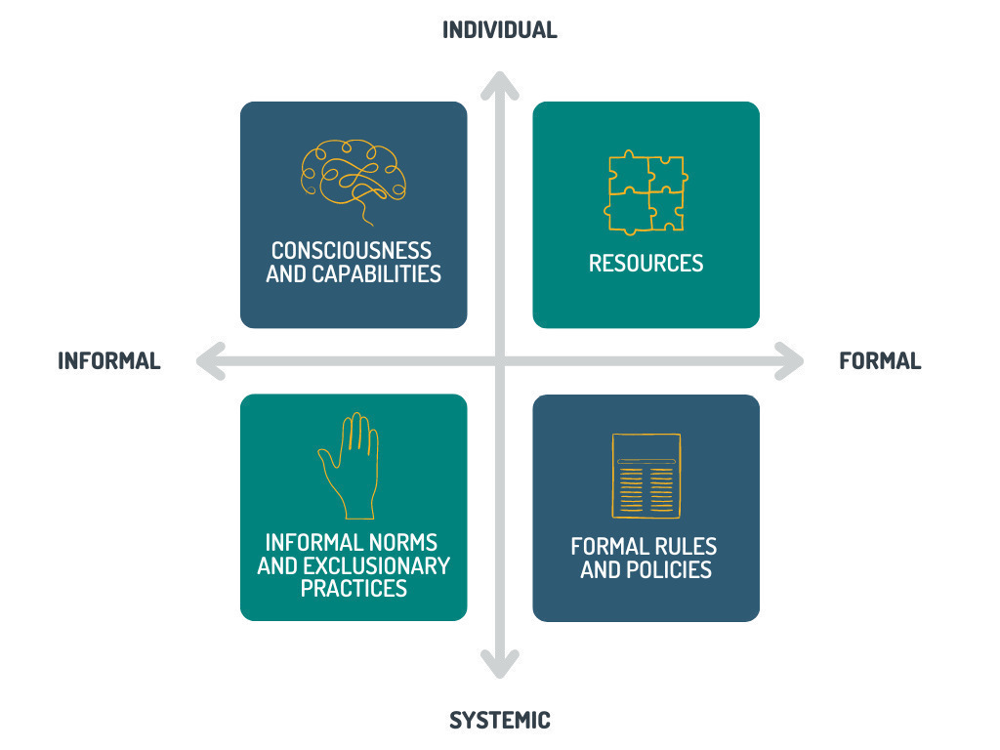 INDIVIDUAL
CONSCIOUSNESS
AND CAPABILITIES
RESOURCES
INFORMAL
FORMAL
INFORMAL NORMS
AND EXCLUSIONARY
PRACTICES
FORMAL RULES
AND POLICIES
SYSTEMIC